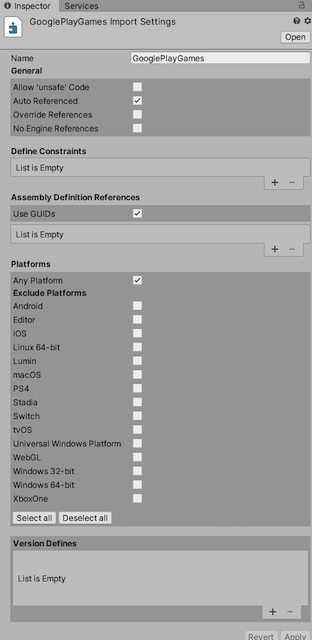 Inspector Services
GooglePlayGames Import Settings
Open
Name GooglePlayGames
General
Allow 'unsafe' Code
Auto Referenced
Override References
No Engine References
Define Constraints
List is Empty
+ −
Assembly Definition References
Use GUIDs
List is Empty
+ −
Platforms
Any Platform
Exclude Platforms
Android
Editor
iOS
Linux 64-bit
Lumin
macOS
PS4
Stadia
Switch
tvOS
Universal Windows Platform
WebGL
Windows 32-bit
Windows 64-bit
XboxOne
Select all Deselect all
Version Defines
List is Empty
+ −
Revert Apply